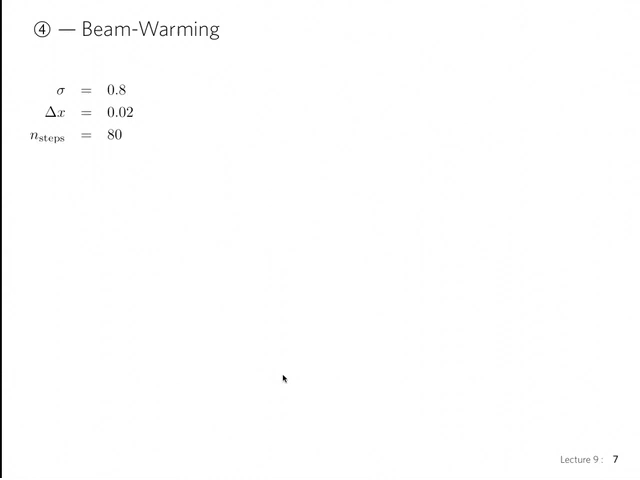 ④ — Beam-Warming
σ = 0.8
Δx = 0.02
n_steps = 80
Lecture 9 : 7